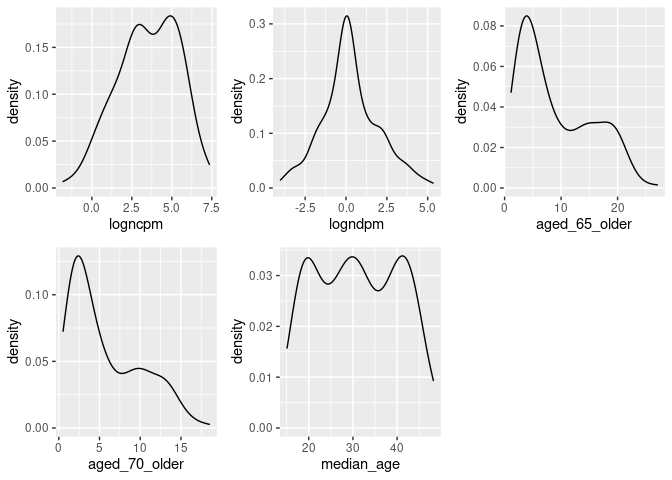 density
0.15
0.10
0.05
0.00
0.0 2.5 5.0 7.5
logncpm
density
0.3
0.2
0.1
0.0
-2.5 0.0 2.5 5.0
logndpm
density
0.08
0.06
0.04
0.02
0.00
0 10 20
aged_65_older
density
0.10
0.05
0.00
0 5 10 15
aged_70_older
density
0.03
0.02
0.01
0.00
20 30 40
median_age